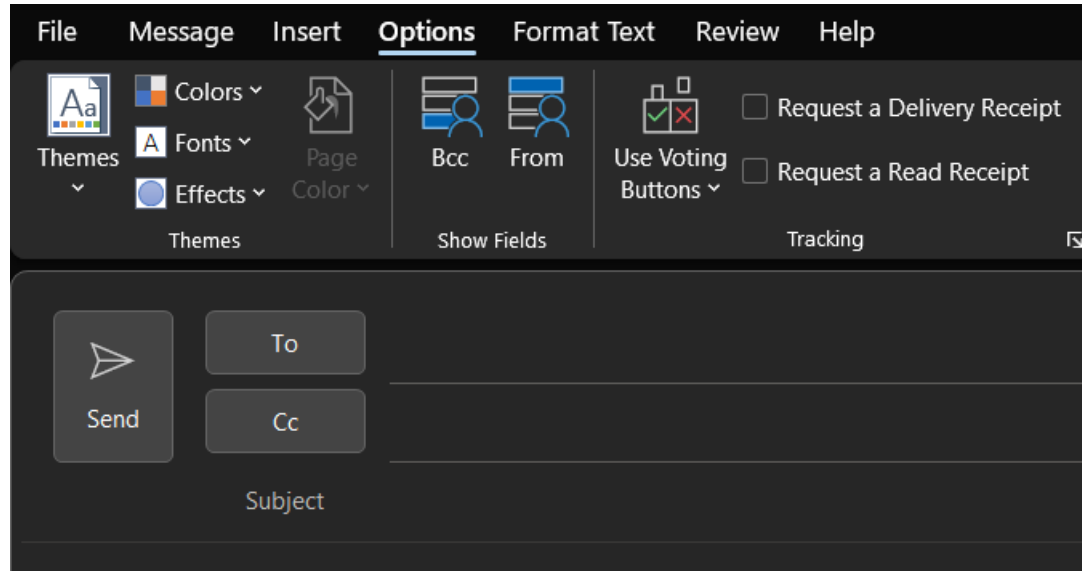 File Message Insert Options Format Text Review Help
Aa
Themes
Colors
A Fonts
Effects
Page
Color
Themes
Bcc From
Show Fields
Use Voting
Buttons
Request a Delivery Receipt
Request a Read Receipt
Tracking
Send
To
Cc
Subject